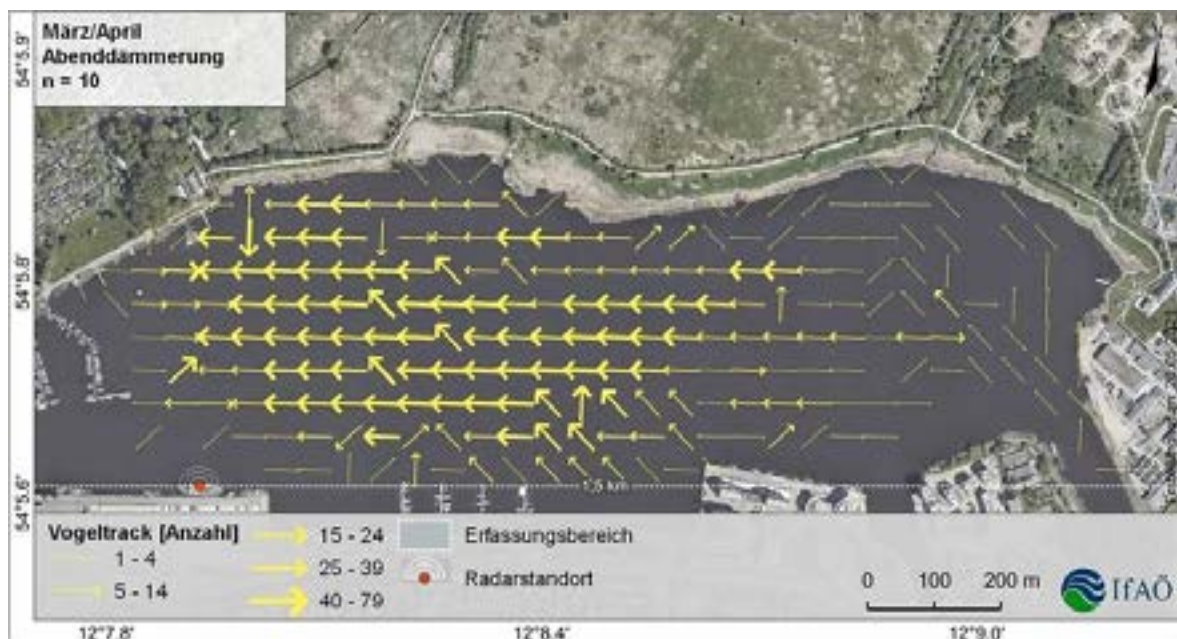 März/April
Abenddämmerung
n = 10
54°5.9'
54°5.8'
54°5.6'
1,5 km
Vogeltrack [Anzahl]
1 - 4
5 - 14
15 - 24
25 - 39
40 - 79
Erfassungsbereich
Radarstandort
0 100 200 m
IfAÖ
12°7.8' 12°8.4' 12°9.0'